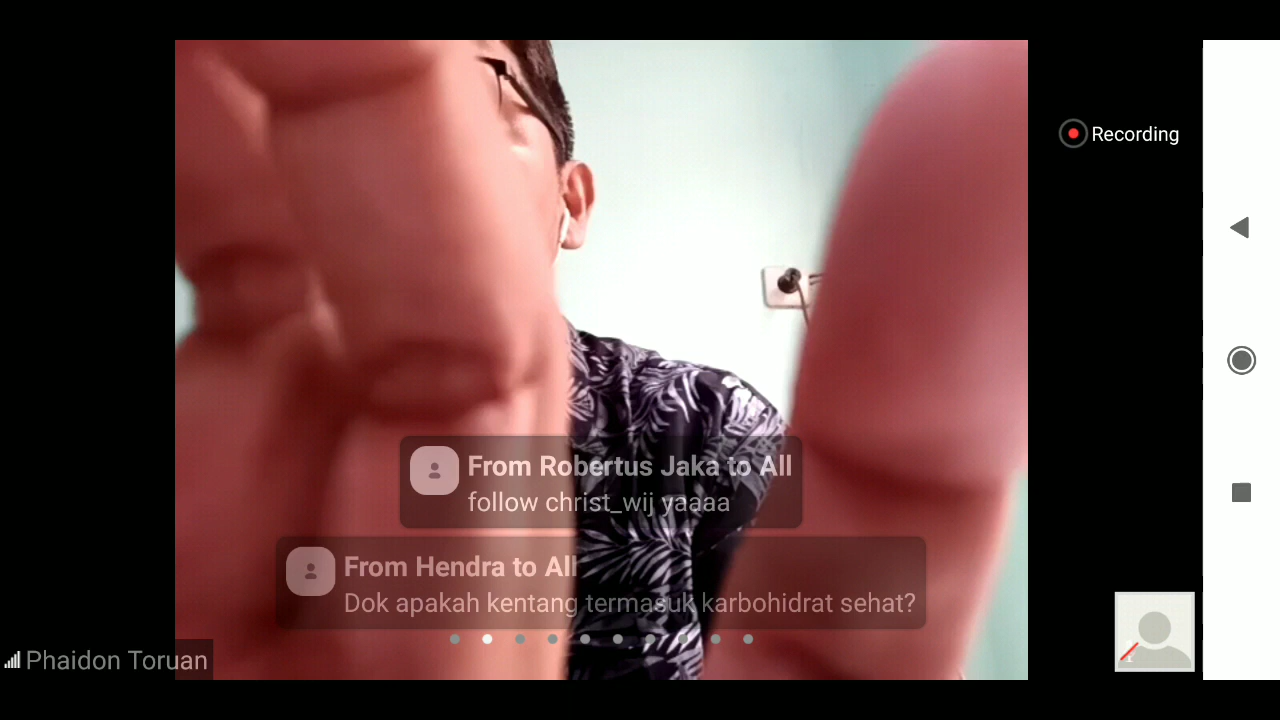 Recording
From Robertus Jaka to All
follow christ_wij yaaaa
From Hendra to All
Dok apakah kentang termasuk karbohidrat sehat?
Phaidon Toruan